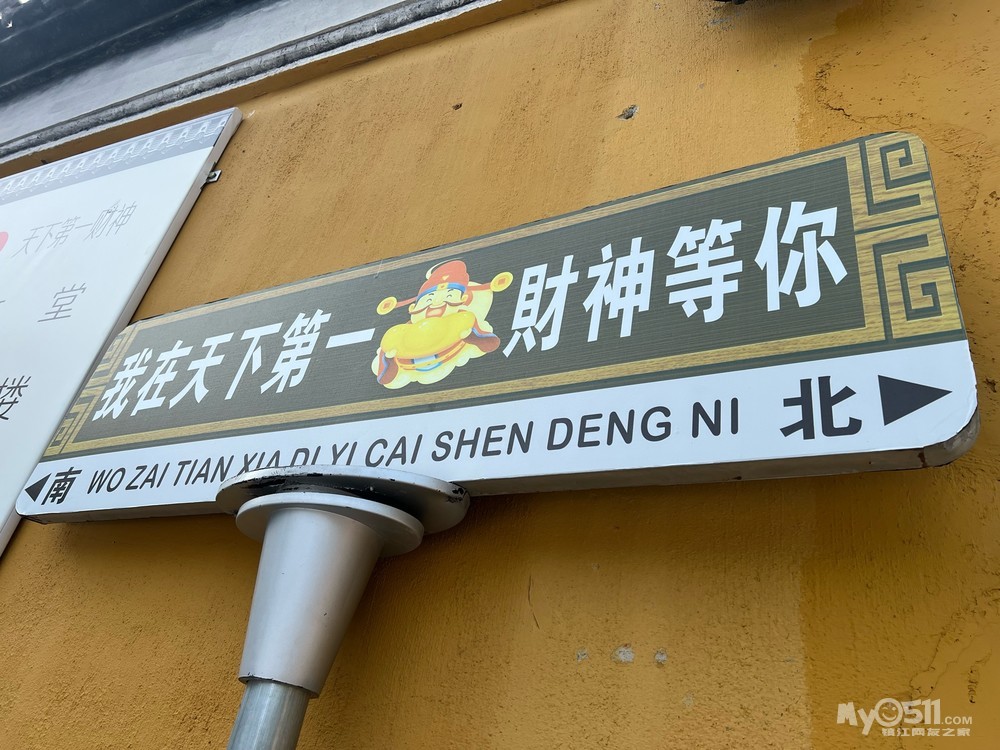 天下第一财神
堂
楼
我在天下第一財神等你
南 WO ZAI TIAN XIA DI YI CAI SHEN DENG NI 北
My0511.COM
镇江网友之家